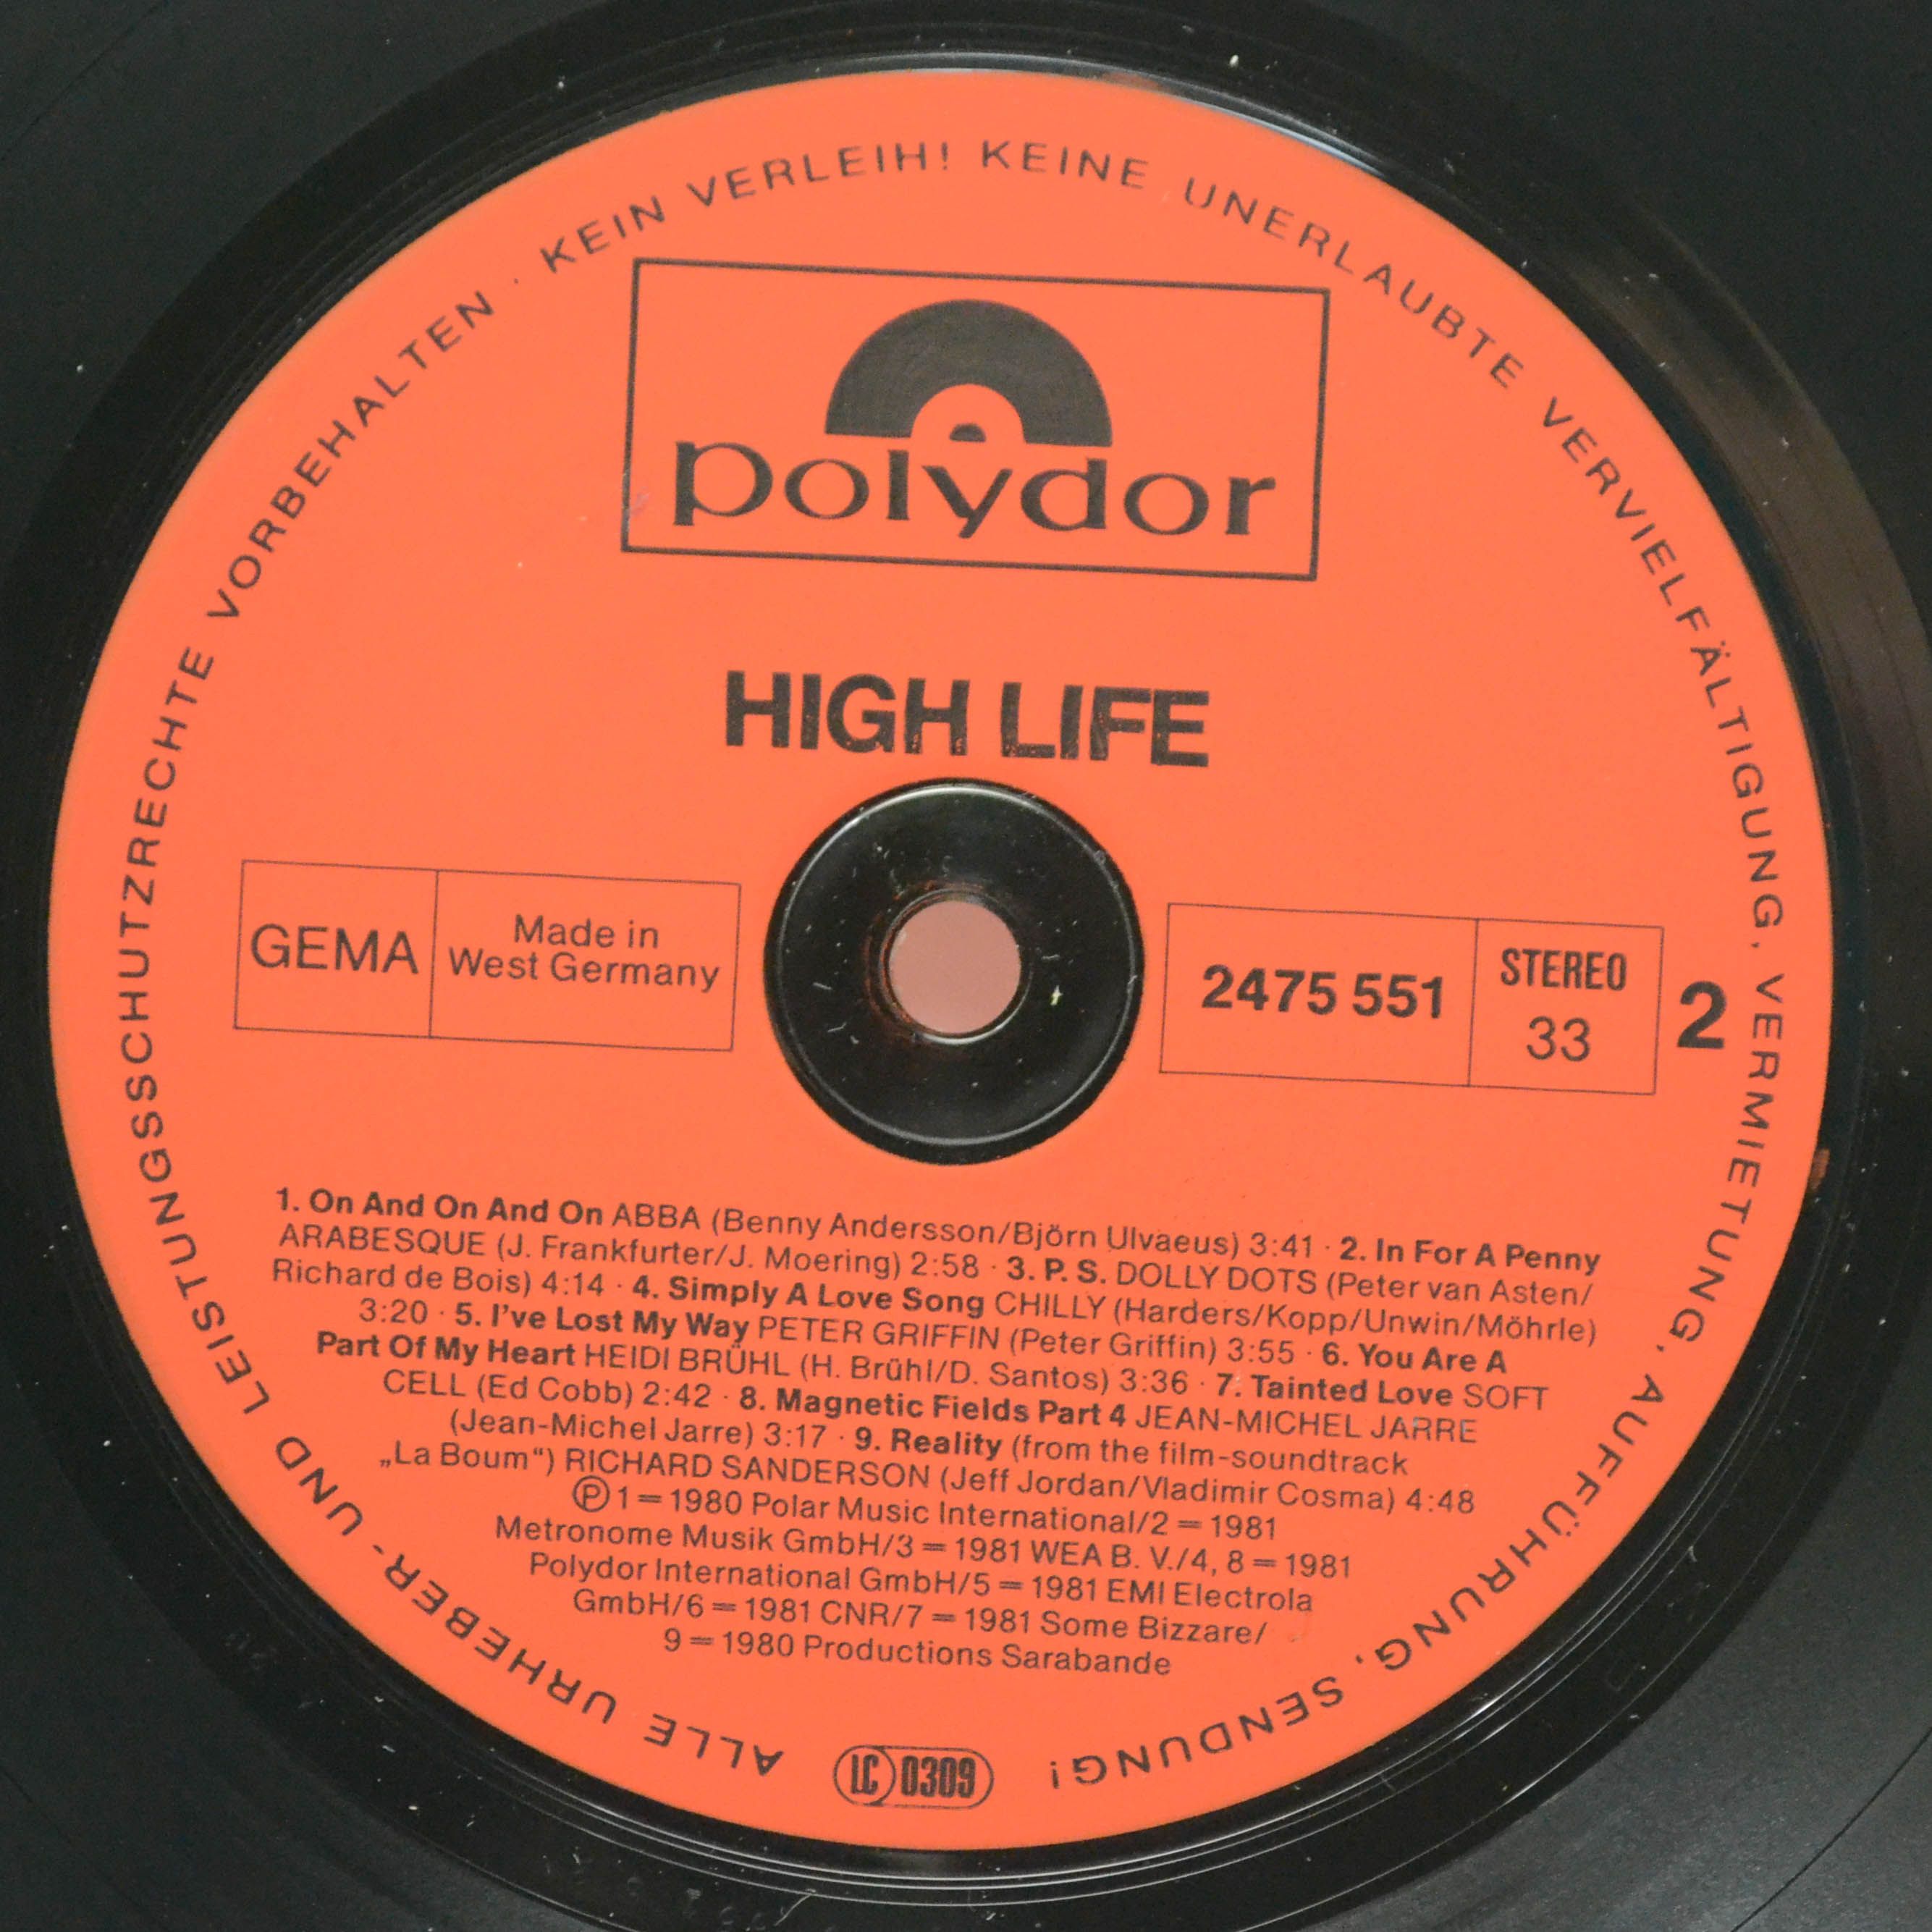 ALLE URHEBER- UND LEISTUNGSSCHUTZRECHTE VORBEHALTEN · KEIN VERLEIH! KEINE UNERLAUBTE VERVIELFÄLTIGUNG, VERMIETUNG, AUFFÜHRUNG, SENDUNG!
polydor
HIGH LIFE
GEMA
Made in
West Germany
2475 551
STEREO
33
2
1. On And On And On ABBA (Benny Andersson/Björn Ulvaeus) 3:41 · 2. In For A Penny
ARABESQUE (J. Frankfurter/J. Moering) 2:58 · 3. P. S. DOLLY DOTS (Peter van Asten/
Richard de Bois) 4:14 · 4. Simply A Love Song CHILLY (Harders/Kopp/Unwin/Möhrle)
3:20 · 5. I've Lost My Way PETER GRIFFIN (Peter Griffin) 3:55 · 6. You Are A
Part Of My Heart HEIDI BRÜHL (H. Brühl/D. Santos) 3:36 · 7. Tainted Love SOFT
CELL (Ed Cobb) 2:42 · 8. Magnetic Fields Part 4 JEAN-MICHEL JARRE
(Jean-Michel Jarre) 3:17 · 9. Reality (from the film-soundtrack
„La Boum“) RICHARD SANDERSON (Jeff Jordan/Vladimir Cosma) 4:48
Ⓟ 1 = 1980 Polar Music International/2 = 1981
Metronome Musik GmbH/3 = 1981 WEA B. V./4, 8 = 1981
Polydor International GmbH/5 = 1981 EMI Electrola
GmbH/6 = 1981 CNR/7 = 1981 Some Bizzare/
9 = 1980 Productions Sarabande
LC 0309